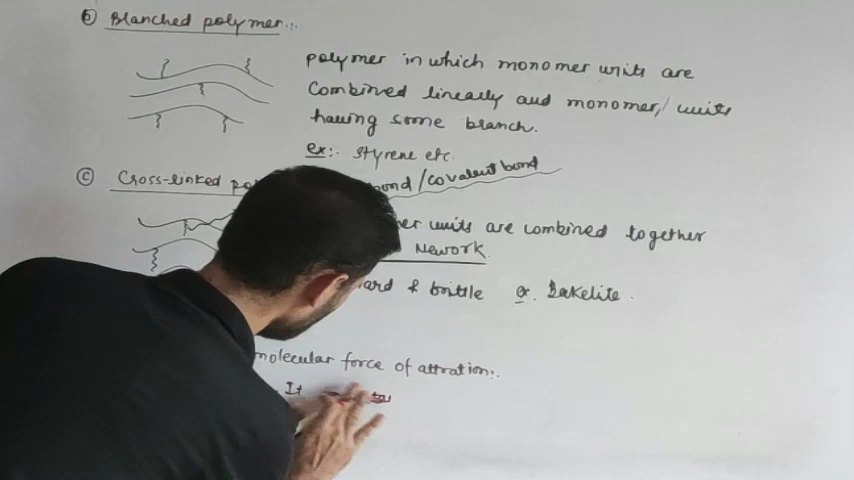 ⓑ Blanched polymer:.
polymer in which monomer units are
Combined linearly and monomer/ units
having some branch.
ex:. Styrene etc.
ⓒ Cross-linked po bond /covalent bond
er units are combined together
Nework.
ard & brittle ex. Bakelite.
molecular force of attration:.
It